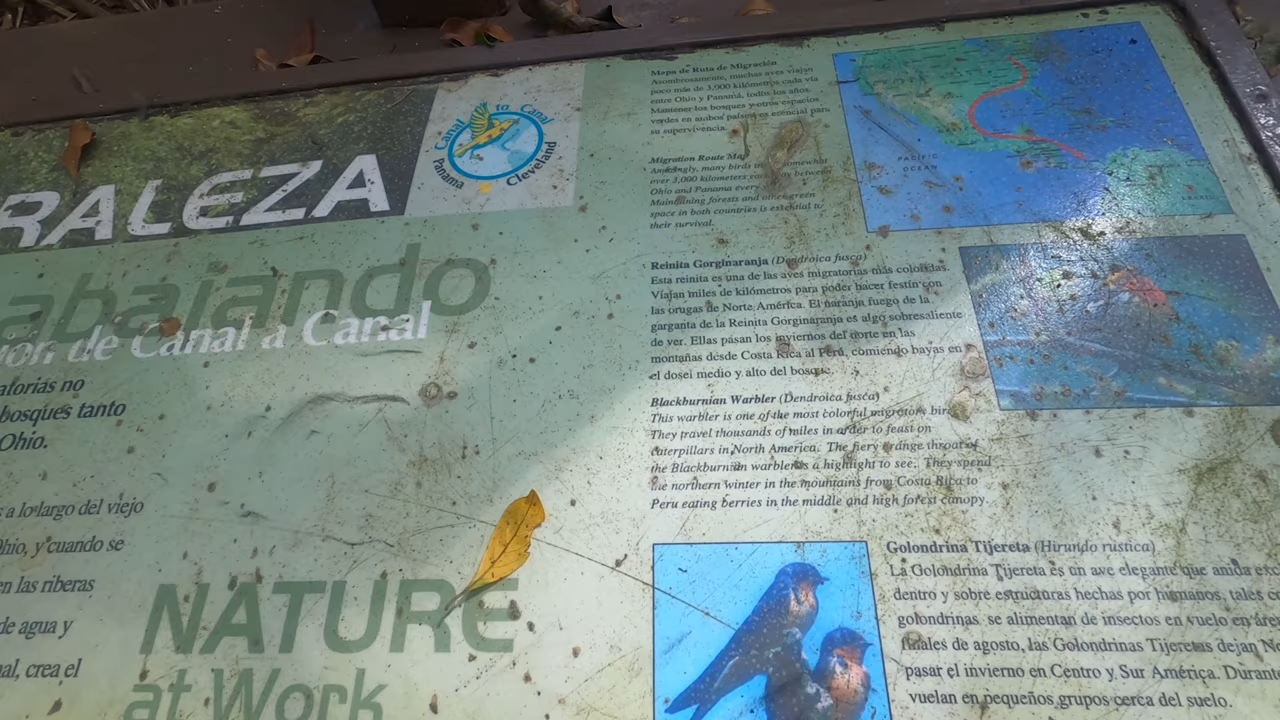 RALEZA
abajando
ión de Canal a Canal
atorias no
bosques tanto
Ohio.
s a lo largo del viejo
Ohio, y cuando se
en las riberas
de agua y
nal, crea el
NATURE
at Work
Canal to Canal
Panama Cleveland
Mapa de Ruta de Migración
Asombrosamente, muchas aves viajan
poco más de 3,900 kilómetros cada vía
entre Ohio y Panamá, todos los años.
Mantener los bosques y otros espacios
verdes en ambos países es esencial para
su supervivencia.
Migration Route Map
Amazingly, many birds somewhat
over 3,000 kilometers between
Ohio and Panama every
Maintaining forests and other green
space in both countries is essential to
their survival.
PACIFIC
OCEAN
BRAZIL
Reinita Gorginaranja (Dendroica fusca)
Esta reinita es una de las aves migratorias más coloridas.
Viajan miles de kilómetros para poder hacer festín con
las orugas de Norte América. El naranja fuego de la
garganta de la Reinita Gorginaranja es algo sobresaliente
de ver. Ellas pasan los inviernos del norte en las
montañas desde Costa Rica al Perú, comiendo bayas en
el dosel medio y alto del bosque.
Blackburnian Warbler (Dendroica fusca)
This warbler is one of the most colorful migratory bir
They travel thousands of miles in order to feast on
caterpillars in North America. The fiery orange throat of
the Blackburnian warbler is a highlight to see. They spend
the northern winter in the mountains from Costa Rica to
Peru eating berries in the middle and high forest canopy.
Golondrina Tijereta (Hirundo rustica)
La Golondrina Tijereta es un ave elegante que anida exc
dentro y sobre estructuras hechas por humanos, tales co
golondrinas se alimentan de insectos en vuelo en áre
finales de agosto, las Golondrinas Tijeretas dejan No
pasar el invierno en Centro y Sur América. Durant
vuelan en pequeños grupos cerca del suelo.